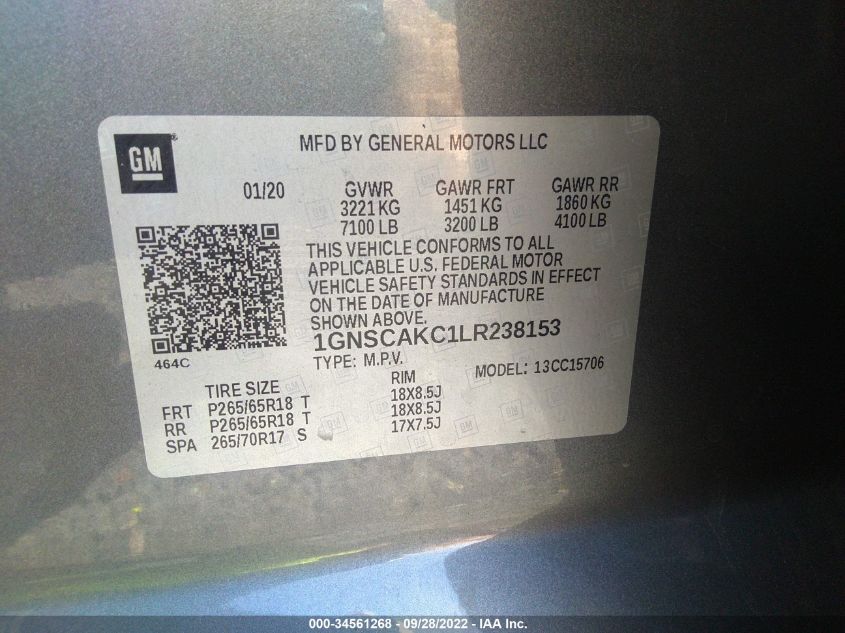 GM
MFD BY GENERAL MOTORS LLC
01/20
GVWR GAWR FRT GAWR RR
3221 KG 1451 KG 1860 KG
7100 LB 3200 LB 4100 LB
THIS VEHICLE CONFORMS TO ALL
APPLICABLE U.S. FEDERAL MOTOR
VEHICLE SAFETY STANDARDS IN EFFECT
ON THE DATE OF MANUFACTURE
SHOWN ABOVE.
1GNSCAKC1LR238153
464C
TYPE: M.P.V. MODEL: 13CC15706
TIRE SIZE RIM
FRT P265/65R18 T 18X8.5J
RR P265/65R18 T 18X8.5J
SPA 265/70R17 S 17X7.5J
000-34561268 - 09/28/2022 - IAA Inc.